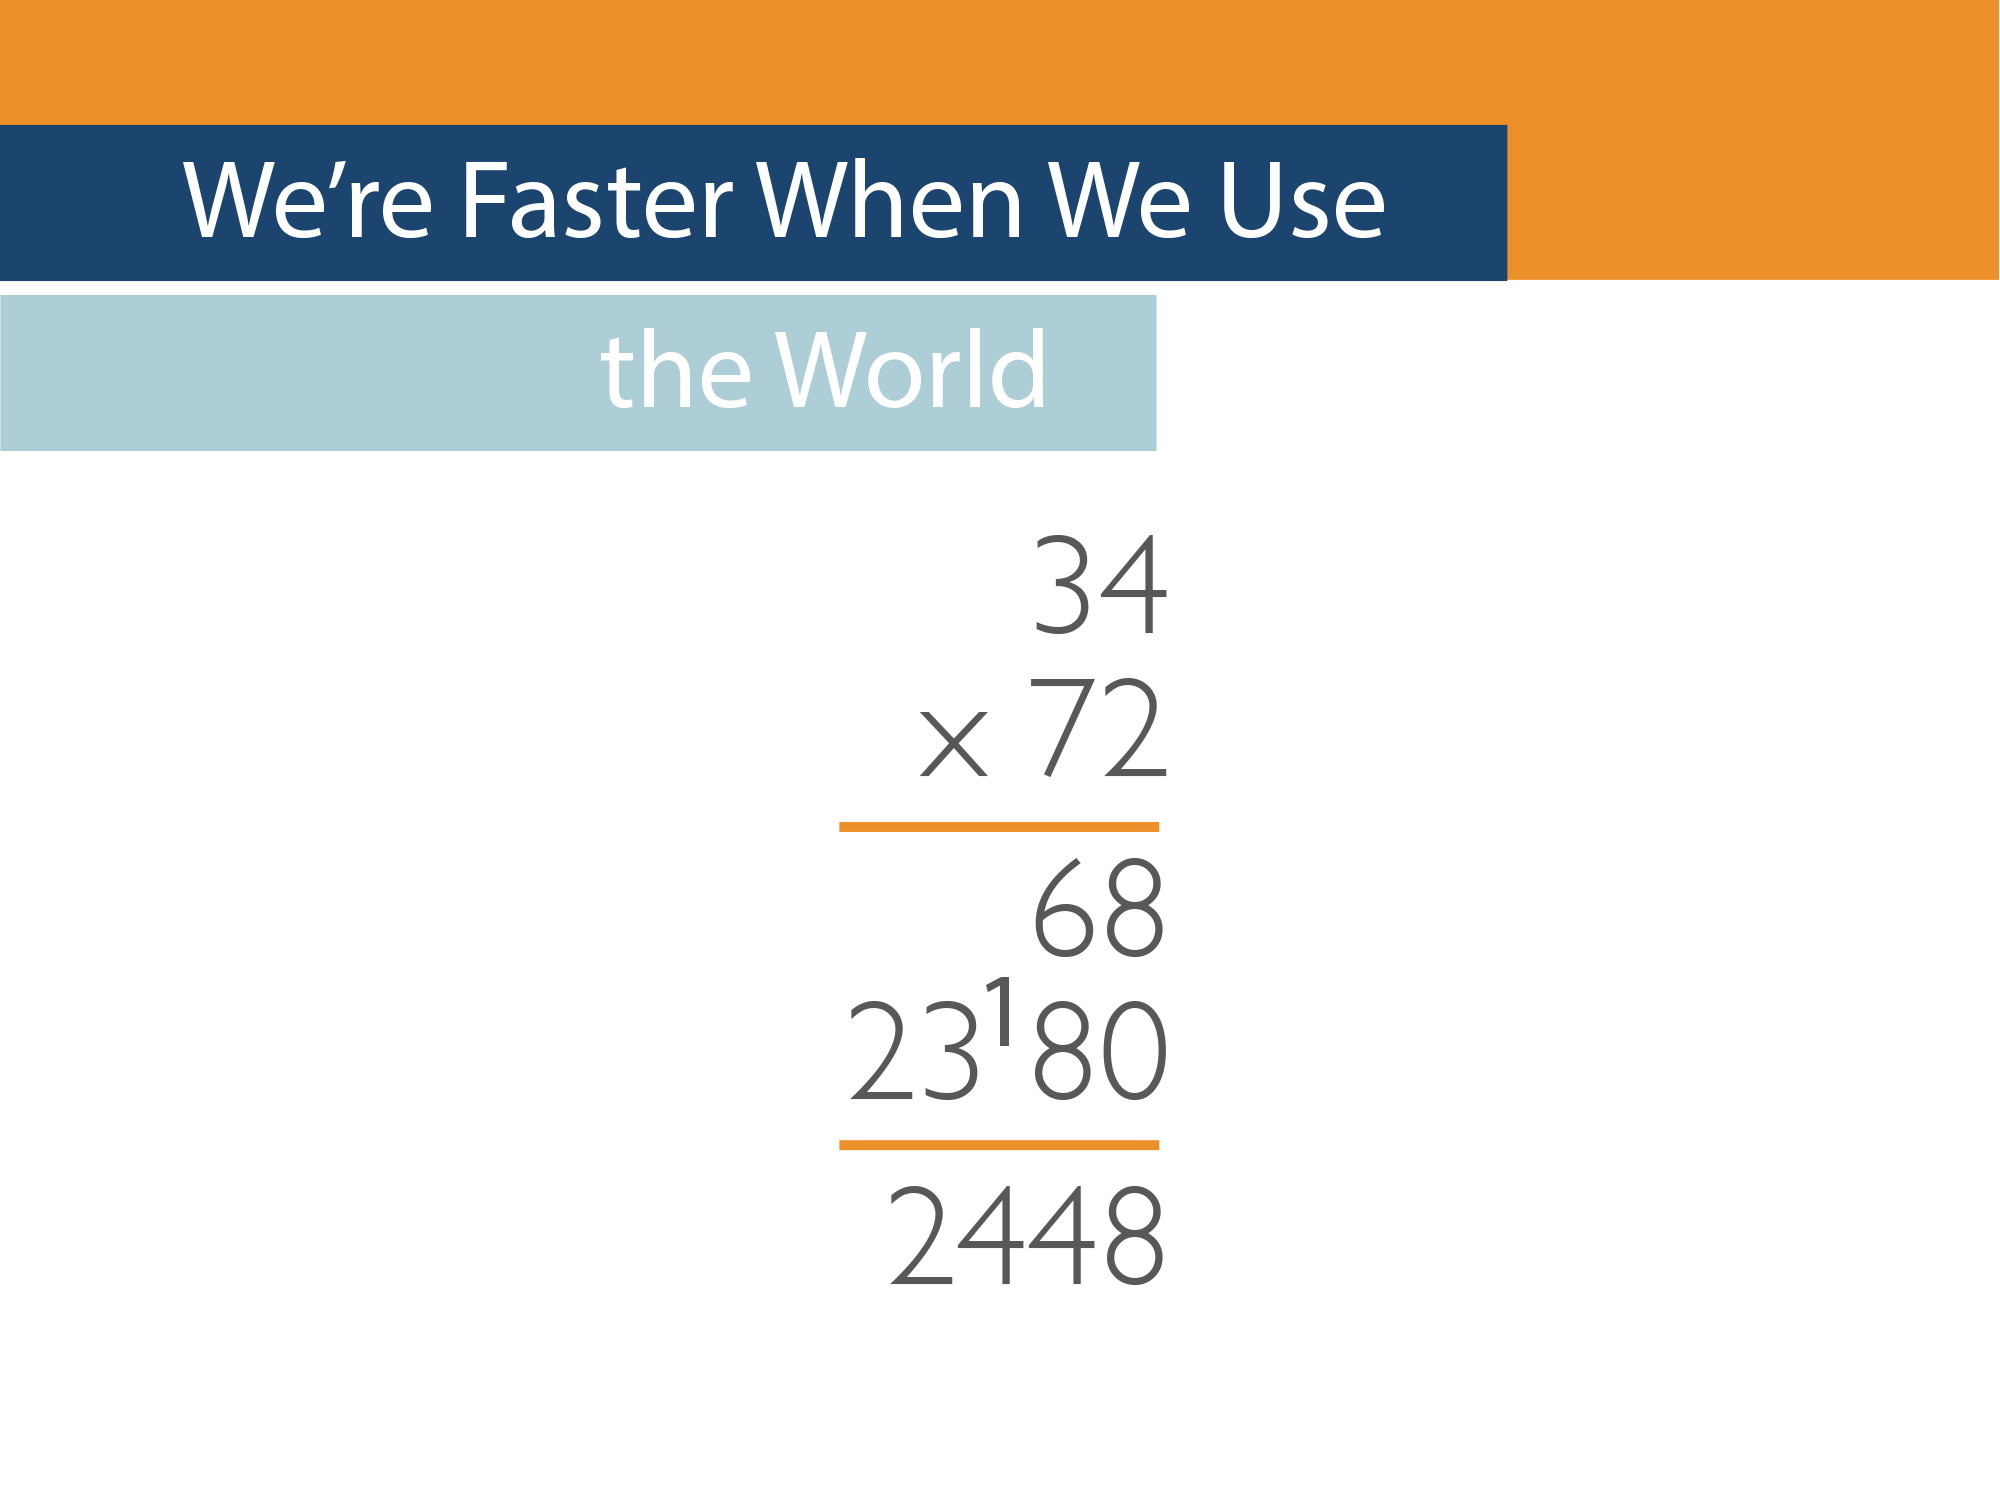 We’re Faster When We Use
the World
34
x 72
68
23¹80
2448